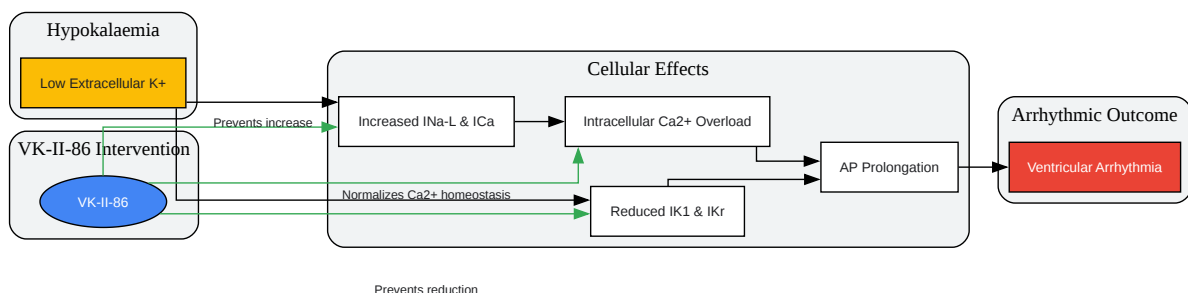 Hypokalaemia
Low Extracellular K+
Prevents increase
VK-II-86 Intervention
VK-II-86
Cellular Effects
Increased INa-L & ICa
Intracellular Ca2+ Overload
AP Prolongation
Normalizes Ca2+ homeostasis
Reduced IK1 & IKr
Arrhythmic Outcome
Ventricular Arrhythmia
Prevents reduction